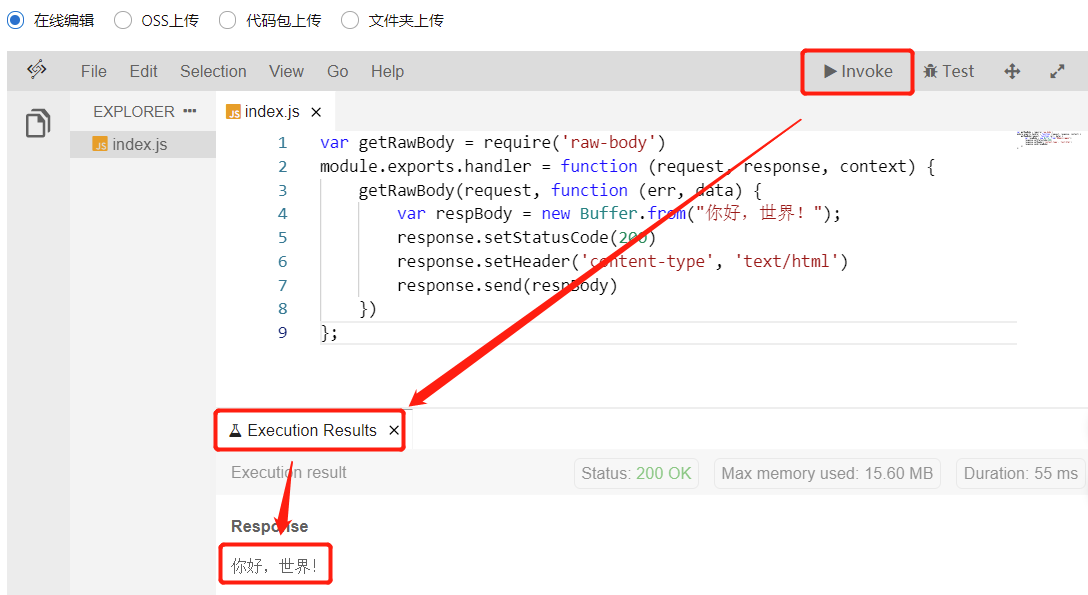 在线编辑 OSS上传 代码包上传 文件夹上传
File Edit Selection View Go Help Invoke Test
EXPLORER ••• JS index.js ×
JS index.js
1 var getRawBody = require('raw-body')
2 module.exports.handler = function (request, response, context) {
3 getRawBody(request, function (err, data) {
4 var respBody = new Buffer.from("你好，世界！");
5 response.setStatusCode(200)
6 response.setHeader('content-type', 'text/html')
7 response.send(respBody)
8 })
9 };
Execution Results ×
Execution result Status: 200 OK Max memory used: 15.60 MB Duration: 55 ms
Response
你好，世界！